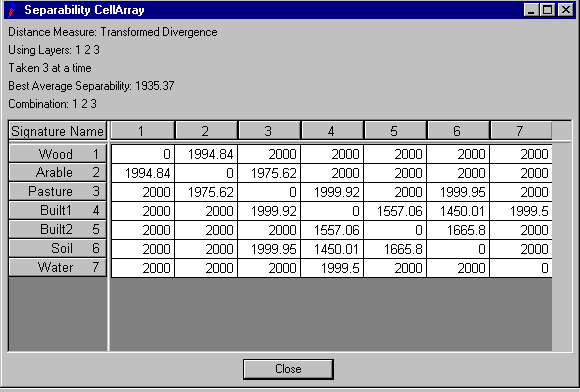 Separability CellArray
Distance Measure: Transformed Divergence
Using Layers: 1 2 3
Taken 3 at a time
Best Average Separability: 1935.37
Combination: 1 2 3
Signature Name 1 2 3 4 5 6 7
Wood 1 0 1994.84 2000 2000 2000 2000 2000
Arable 2 1994.84 0 1975.62 2000 2000 2000 2000
Pasture 3 2000 1975.62 0 1999.92 2000 1999.95 2000
Built1 4 2000 2000 1999.92 0 1557.06 1450.01 1999.5
Built2 5 2000 2000 2000 1557.06 0 1665.8 2000
Soil 6 2000 2000 1999.95 1450.01 1665.8 0 2000
Water 7 2000 2000 2000 1999.5 2000 2000 0
Close